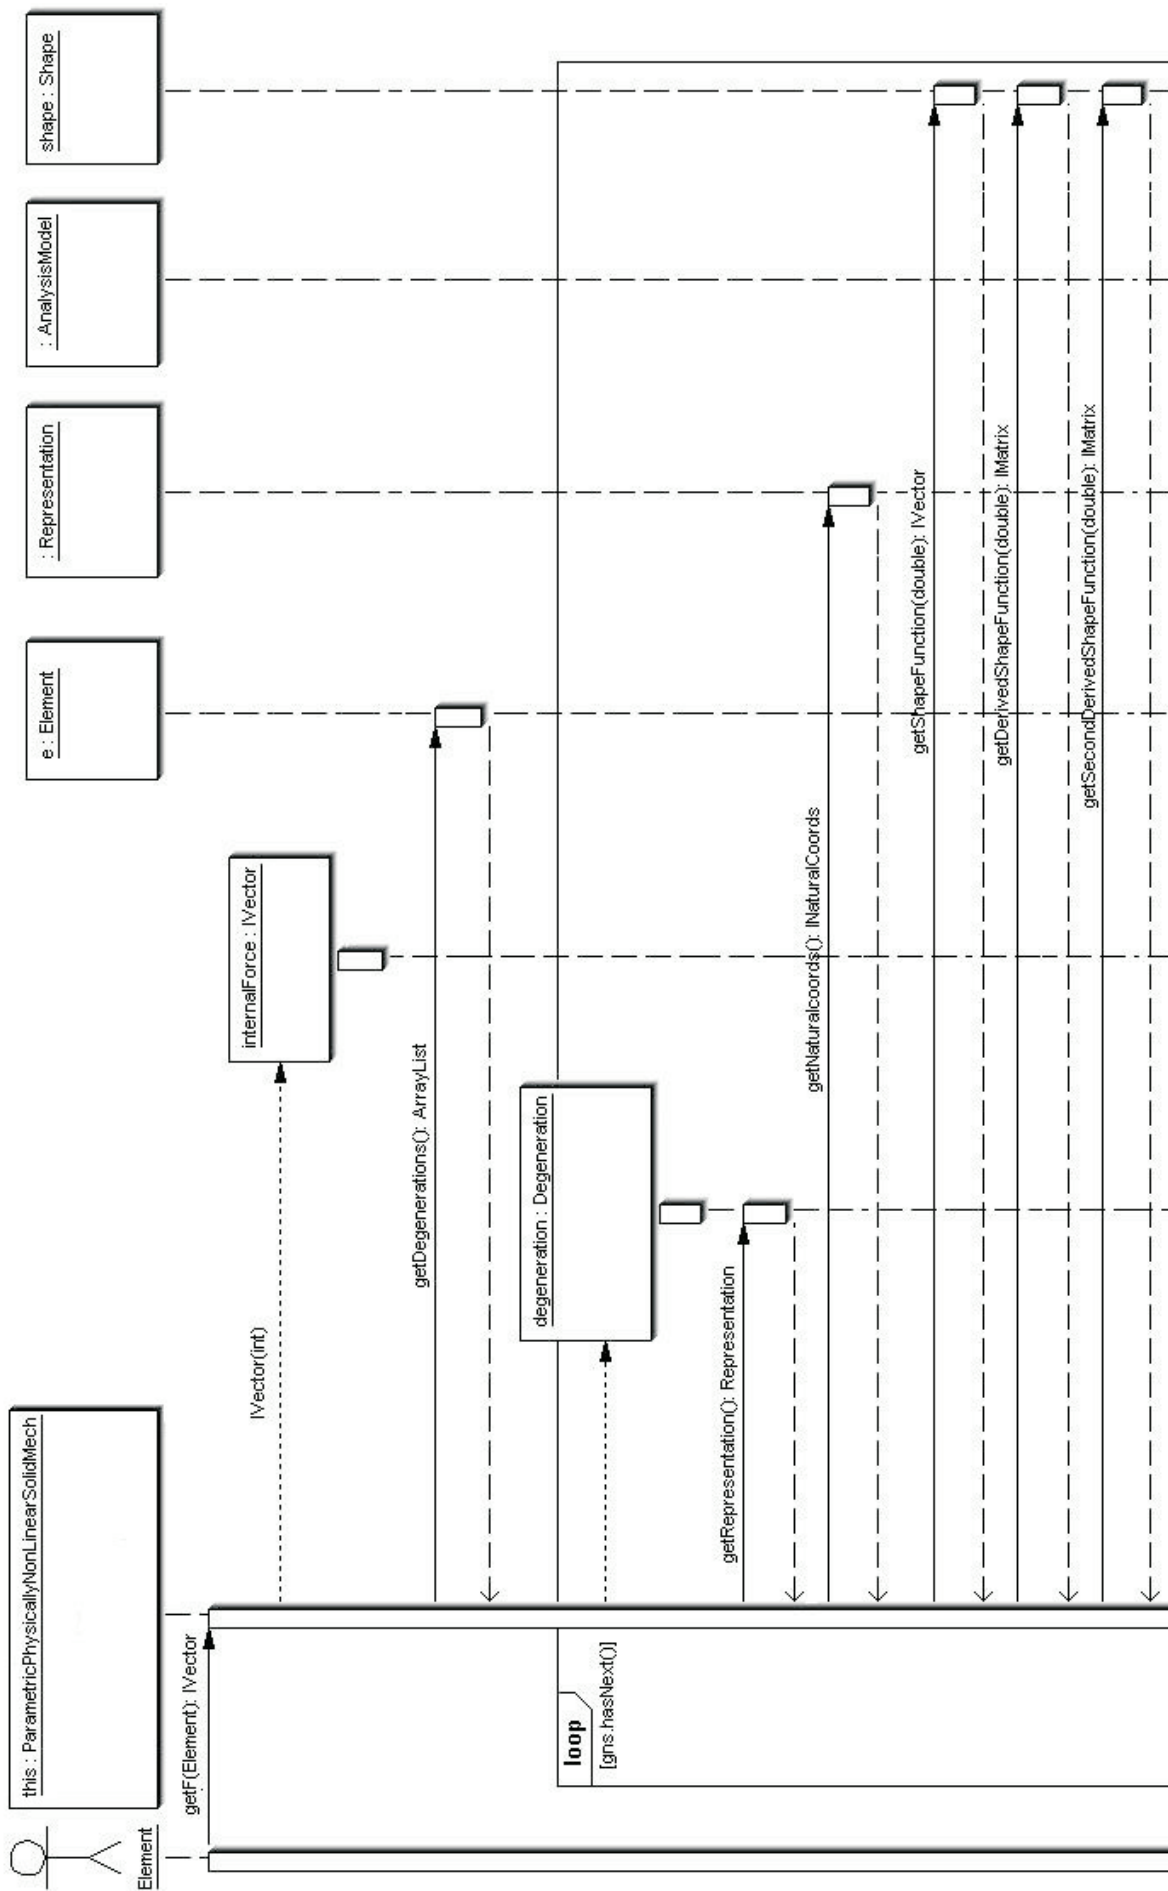 Element
this : ParametricPhysicallyNonLinearSolidMech
e : Element
: Representation
: AnalysisModel
shape : Shape
getF(Element): IVector
IVector(int)
internalForce : IVector
getDegenerations(): ArrayList
loop
[gns.hasNext()]
degeneration : Degeneration
getRepresentation(): Representation
getNaturalcoords(): INaturalCoords
getShapeFunction(double): IVector
getDerivedShapeFunction(double): IMatrix
getSecondDerivedShapeFunction(double): IMatrix